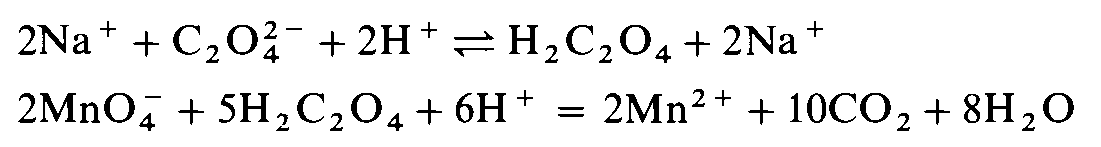 2Na⁺ + C₂O₄²⁻ + 2H⁺ ⇌ H₂C₂O₄ + 2Na⁺
2MnO₄⁻ + 5H₂C₂O₄ + 6H⁺ = 2Mn²⁺ + 10CO₂ + 8H₂O